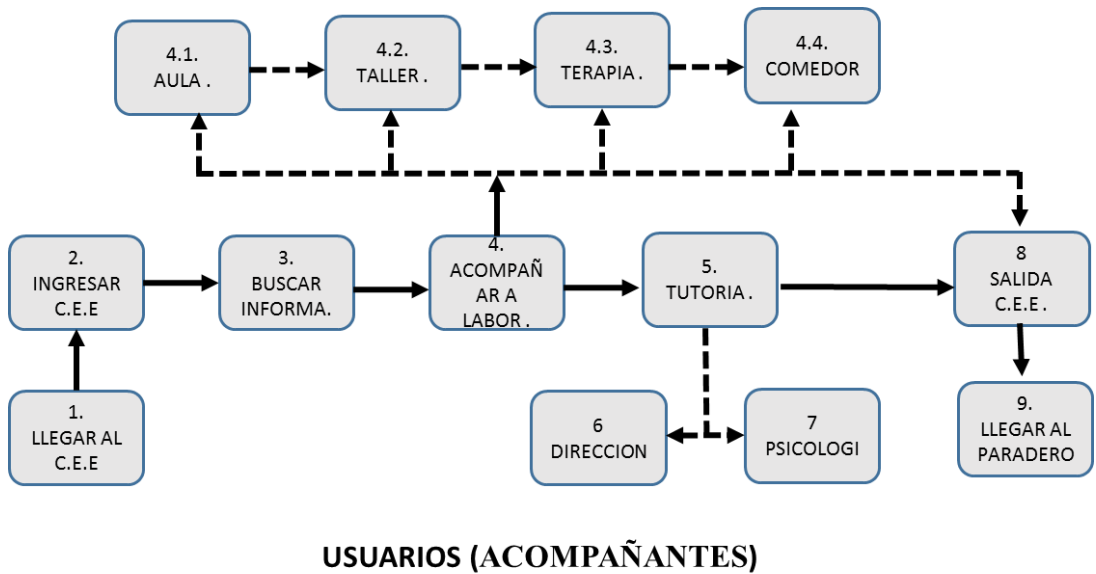 4.1.
AULA .
4.2.
TALLER .
4.3.
TERAPIA .
4.4.
COMEDOR
2.
INGRESAR
C.E.E
3.
BUSCAR
INFORMA.
4.
ACOMPAÑ
AR A
LABOR .
5.
TUTORIA .
8
SALIDA
C.E.E .
1.
LLEGAR AL
C.E.E
6
DIRECCION
7
PSICOLOGI
9.
LLEGAR AL
PARADERO
USUARIOS (ACOMPAÑANTES)